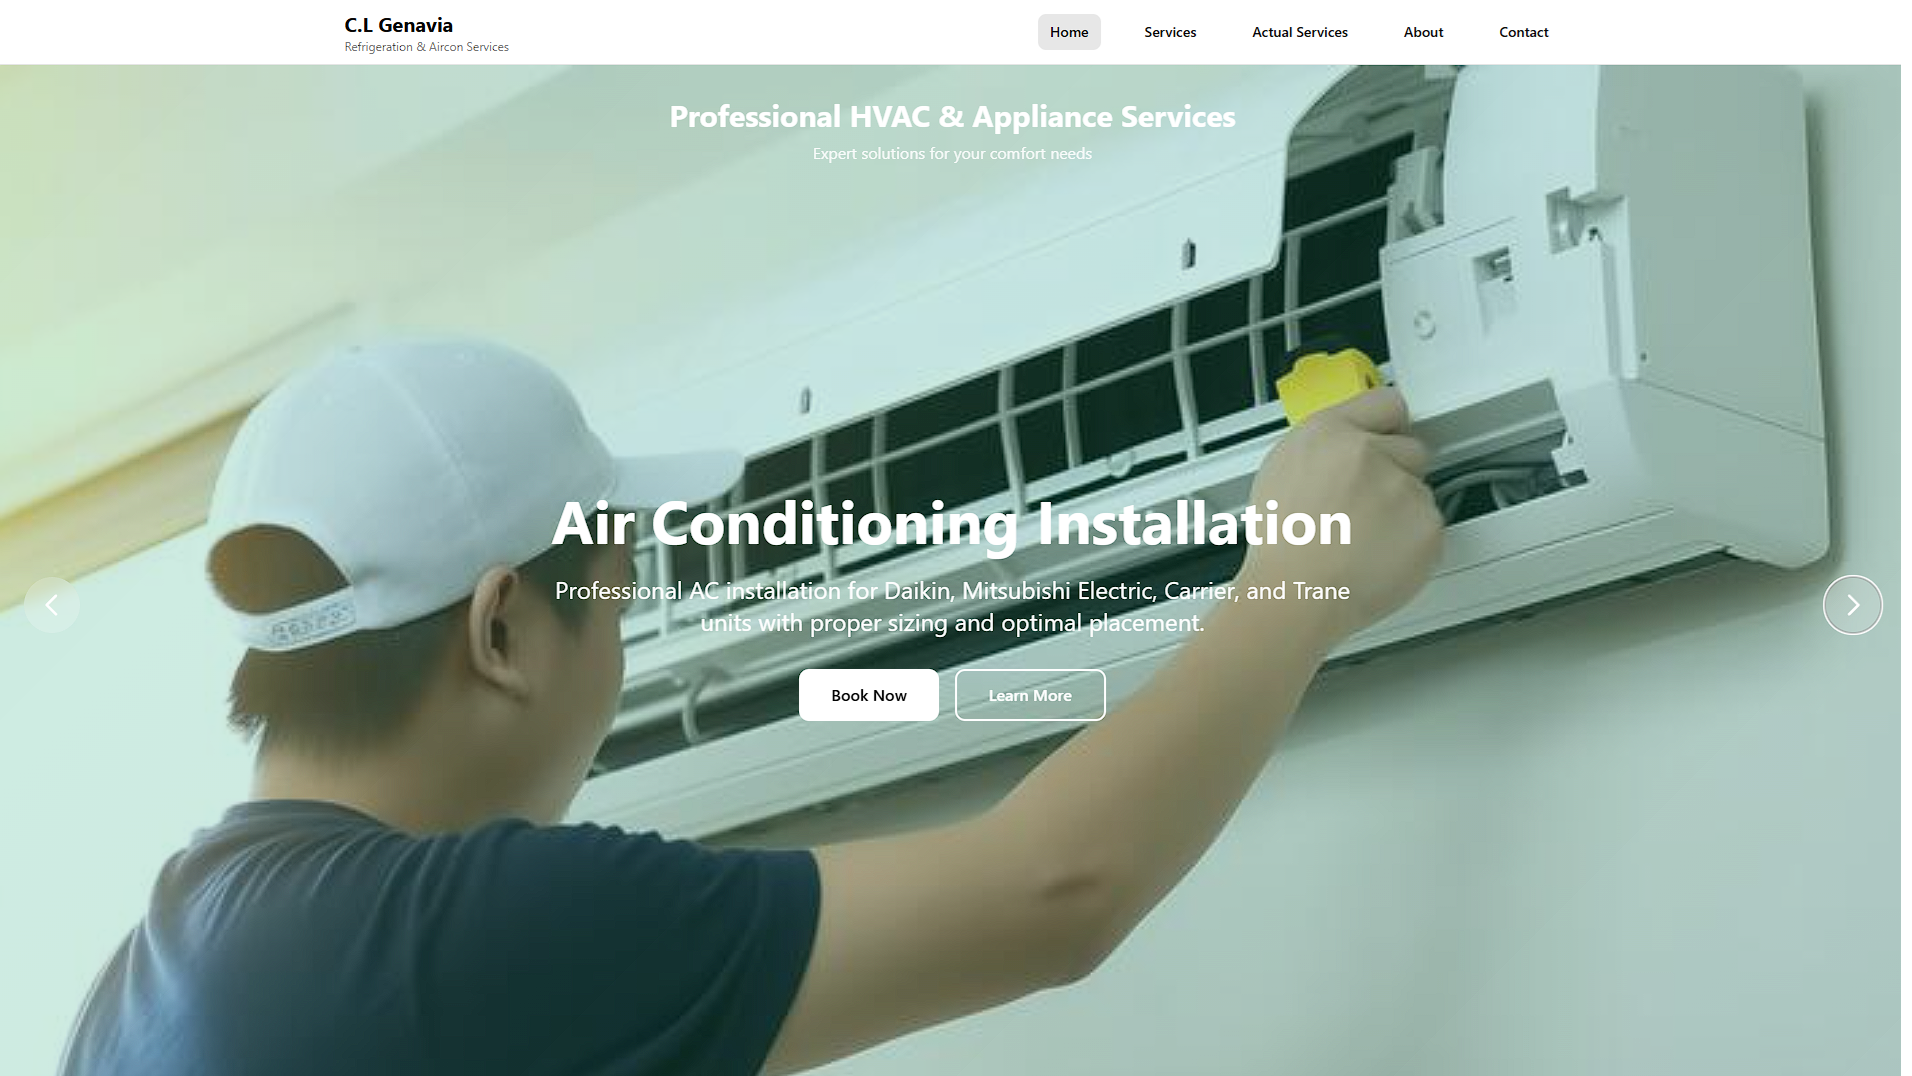 C.L Genavia
Refrigeration & Aircon Services
Home
Services
Actual Services
About
Contact
Professional HVAC & Appliance Services
Expert solutions for your comfort needs
Air Conditioning Installation
Professional AC installation for Daikin, Mitsubishi Electric, Carrier, and Trane
units with proper sizing and optimal placement.
Book Now
Learn More